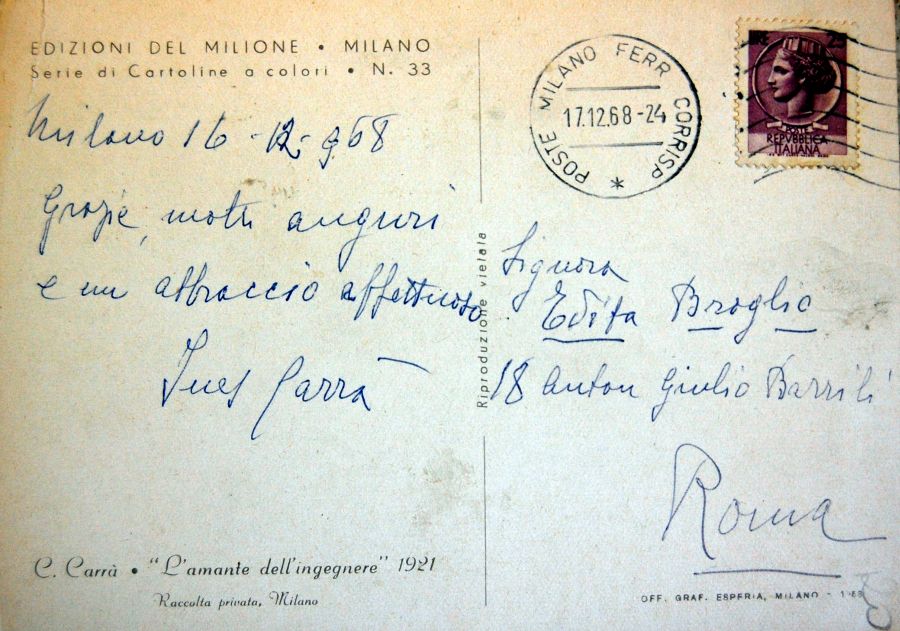 EDIZIONI DEL MILIONE • MILANO
Serie di Cartoline a colori • N. 33
Milano 16-12-968
Grazie, molti auguri
e un abbraccio affettuoso
Ines Carrà
C. Carrà • "L'amante dell'ingegnere" 1921
Raccolta privata, Milano
Riproduzione vietata
POSTE MILANO FERR CORRISP *
17.12.68-24
POSTE
REPVBBLICA
ITALIANA
Signora
Edita Broglio
18 Anton Giulio Barrili
Roma
OFF. GRAF. ESPERIA, MILANO